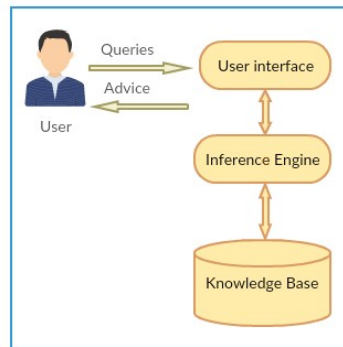 Queries
User interface
Advice
User
Inference Engine
Knowledge Base